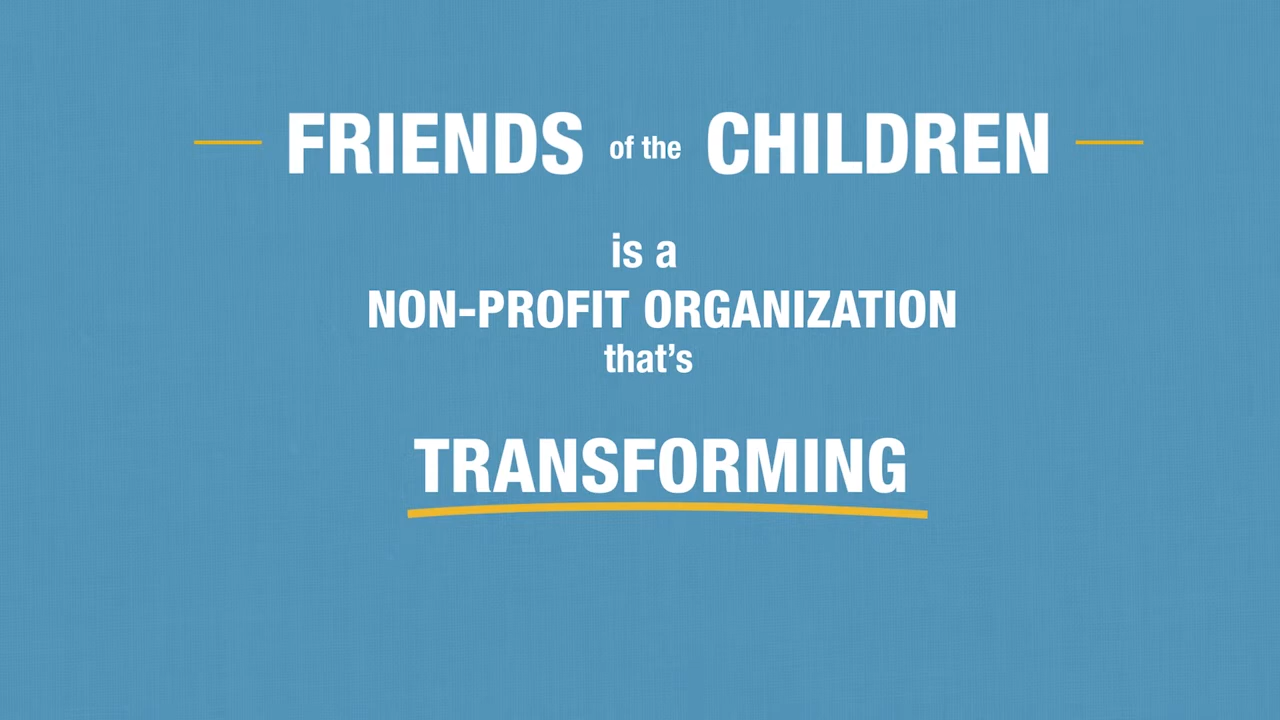 FRIENDS of the CHILDREN
is a
NON-PROFIT ORGANIZATION
that’s
TRANSFORMING